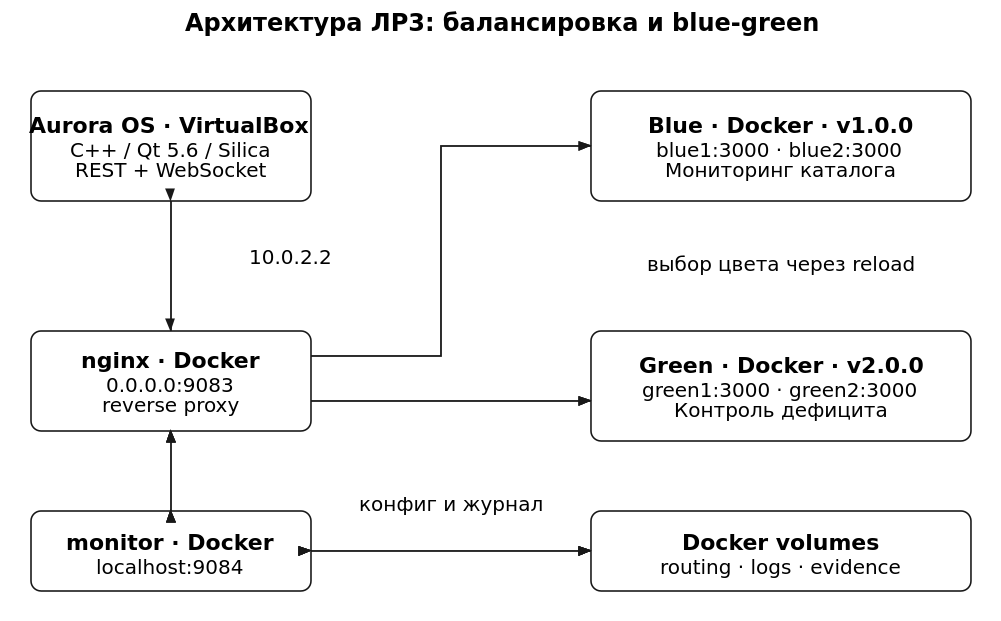 Архитектура ЛР3: балансировка и blue-green
Aurora OS · VirtualBox
C++ / Qt 5.6 / Silica
REST + WebSocket
Blue · Docker · v1.0.0
blue1:3000 · blue2:3000
Мониторинг каталога
10.0.2.2
выбор цвета через reload
nginx · Docker
0.0.0.0:9083
reverse proxy
Green · Docker · v2.0.0
green1:3000 · green2:3000
Контроль дефицита
конфиг и журнал
monitor · Docker
localhost:9084
Docker volumes
routing · logs · evidence